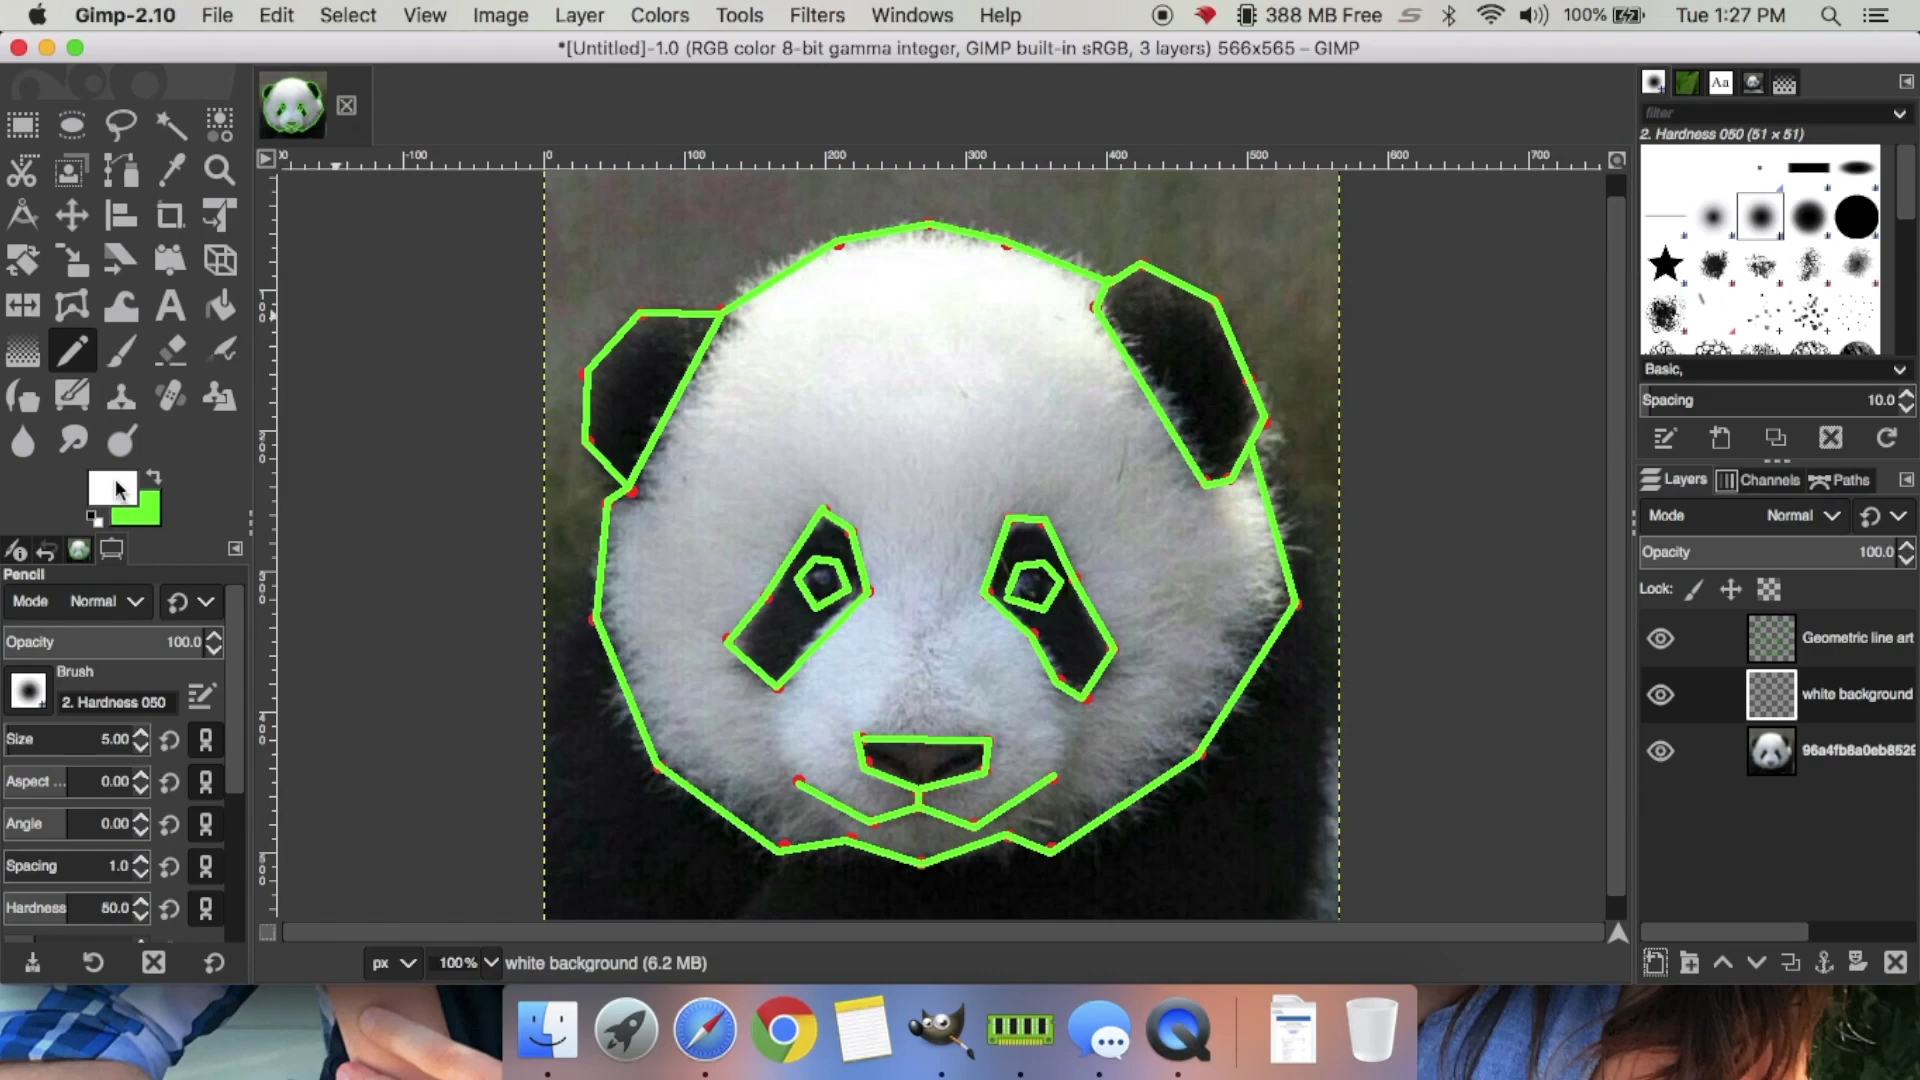 Gimp-2.10 File Edit Select View Image Layer Colors Tools Filters Windows Help 388 MB Free 100% Tue 1:27 PM
*[Untitled]-1.0 (RGB color 8-bit gamma integer, GIMP built-in sRGB, 3 layers) 566x565 – GIMP
Aa
filter
2. Hardness 050 (51 × 51)
-100 0 100 200 300 400 500 600 700
Basic,
Spacing 10.0
Layers Channels Paths
Mode Normal
Opacity 100.0
Lock:
Geometric line art
white background
96a4fb8a0eb8529
Pencil
Mode Normal
Opacity 100.0
Brush
2. Hardness 050
Size 5.00
Aspect ... 0.00
Angle 0.00
Spacing 1.0
Hardness 50.0
px 100% white background (6.2 MB)